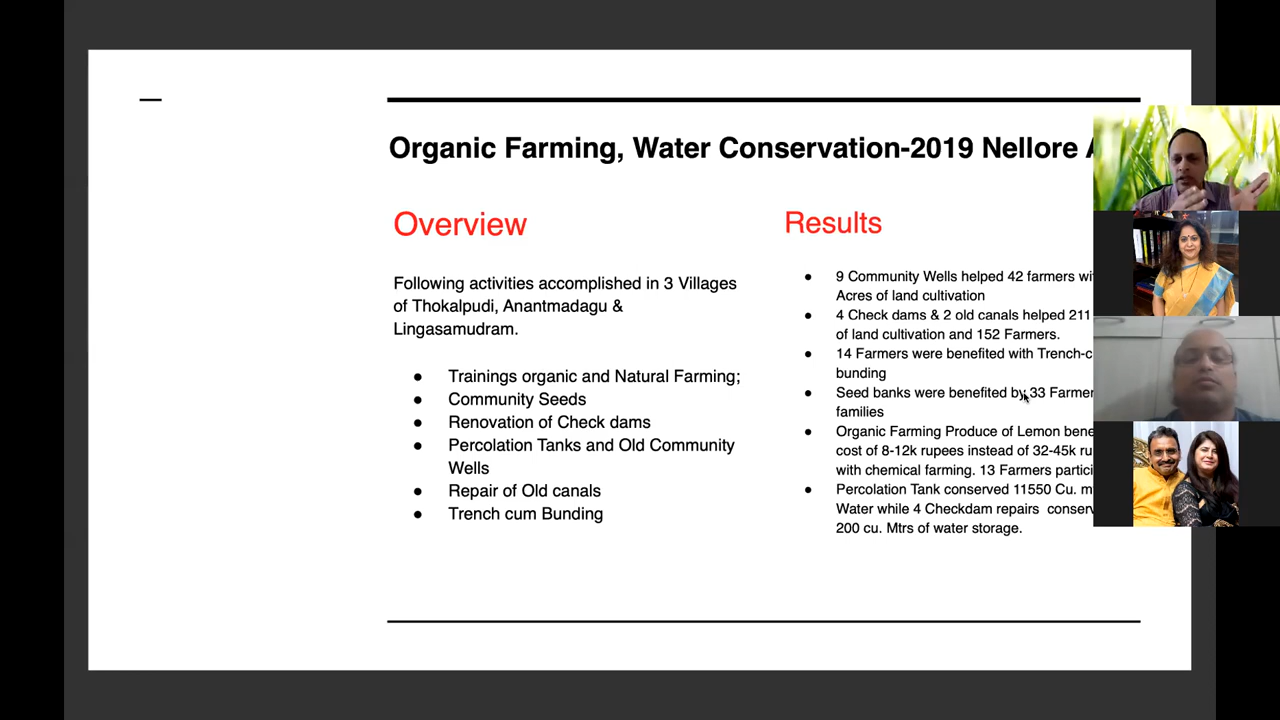 Organic Farming, Water Conservation-2019 Nellore
Overview
Following activities accomplished in 3 Villages
of Thokalpudi, Anantmadagu &
Lingasamudram.
● Trainings organic and Natural Farming;
● Community Seeds
● Renovation of Check dams
● Percolation Tanks and Old Community
Wells
● Repair of Old canals
● Trench cum Bunding
Results
● 9 Community Wells helped 42 farmers
Acres of land cultivation
● 4 Check dams & 2 old canals helped 211
of land cultivation and 152 Farmers.
● 14 Farmers were benefited with
bunding
● Seed banks were benefited by 33
families
● Organic Farming Produce of Lemon
cost of 8-12k rupees instead of 32-45k
with chemical farming. 13 Farmers
● Percolation Tank conserved 11550 Cu.
Water while 4 Checkdam repairs
200 cu. Mtrs of water storage.